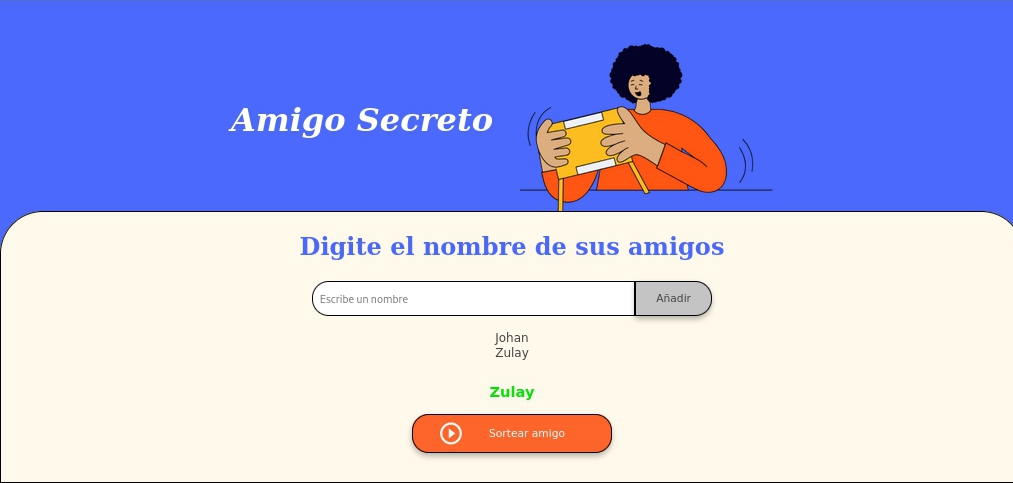 Amigo Secreto
Digite el nombre de sus amigos
Escribe un nombre
Añadir
Johan
Zulay
Zulay
Sortear amigo